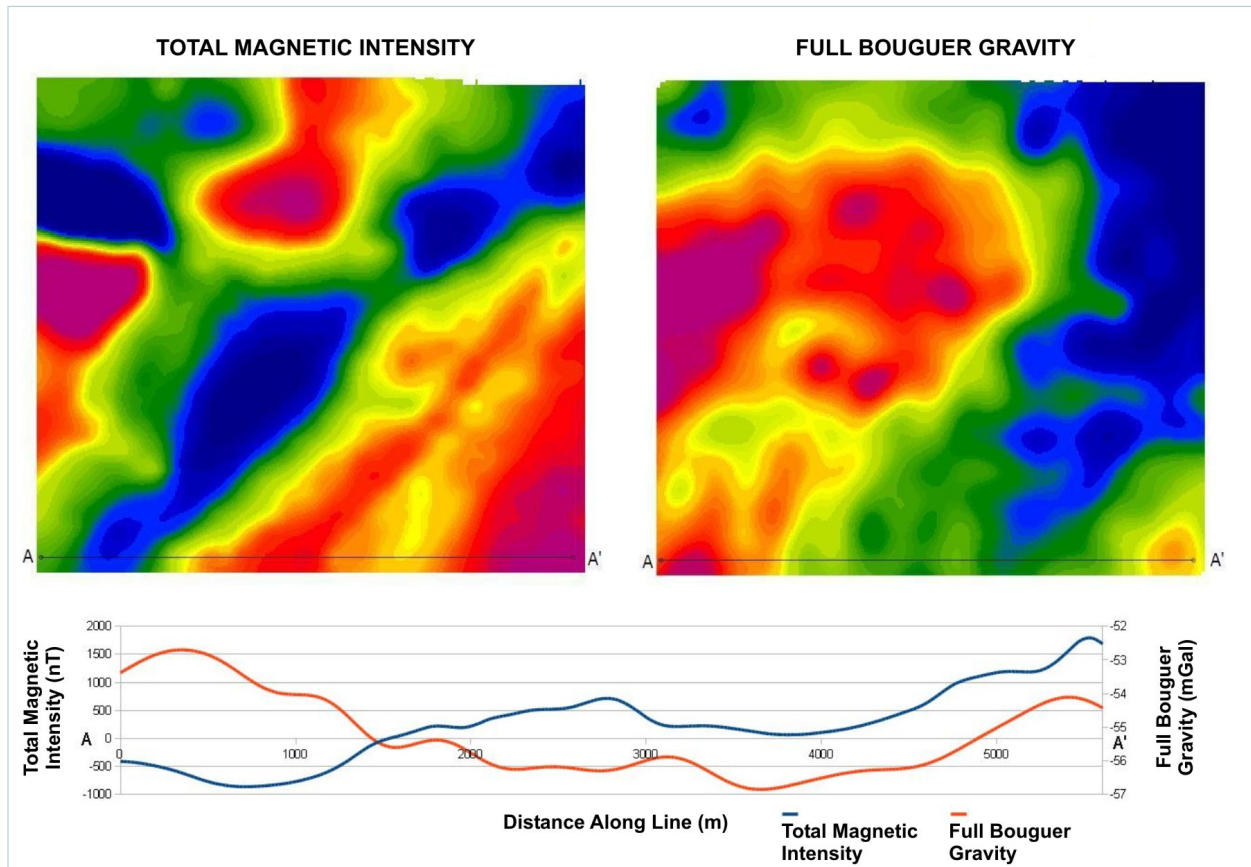 TOTAL MAGNETIC INTENSITY
FULL BOUGUER GRAVITY
A
A'
A
A'
Total Magnetic
Intensity (nT)
2000
1500
1000
500
0
-500
-1000
A
0
1000
2000
3000
4000
5000
A'
-52
-53
-54
-55
-56
-57
Full Bouguer
Gravity (mGal)
Distance Along Line (m)
Total Magnetic
Intensity
Full Bouguer
Gravity